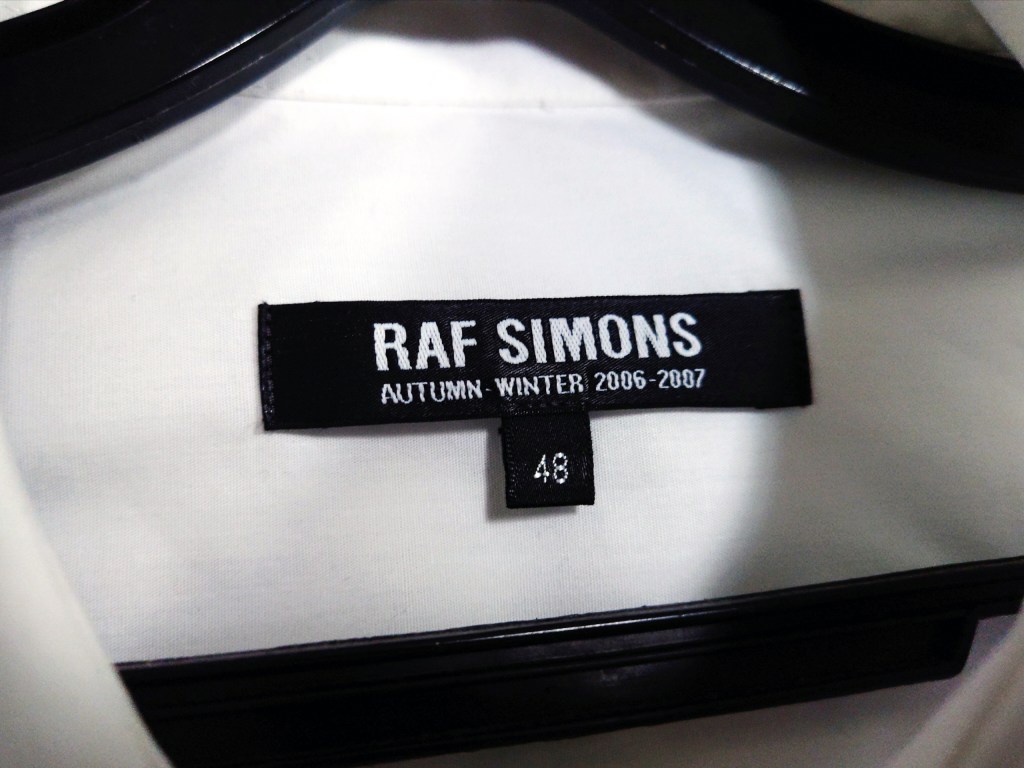 RAF SIMONS
AUTUMN-WINTER 2006-2007
48